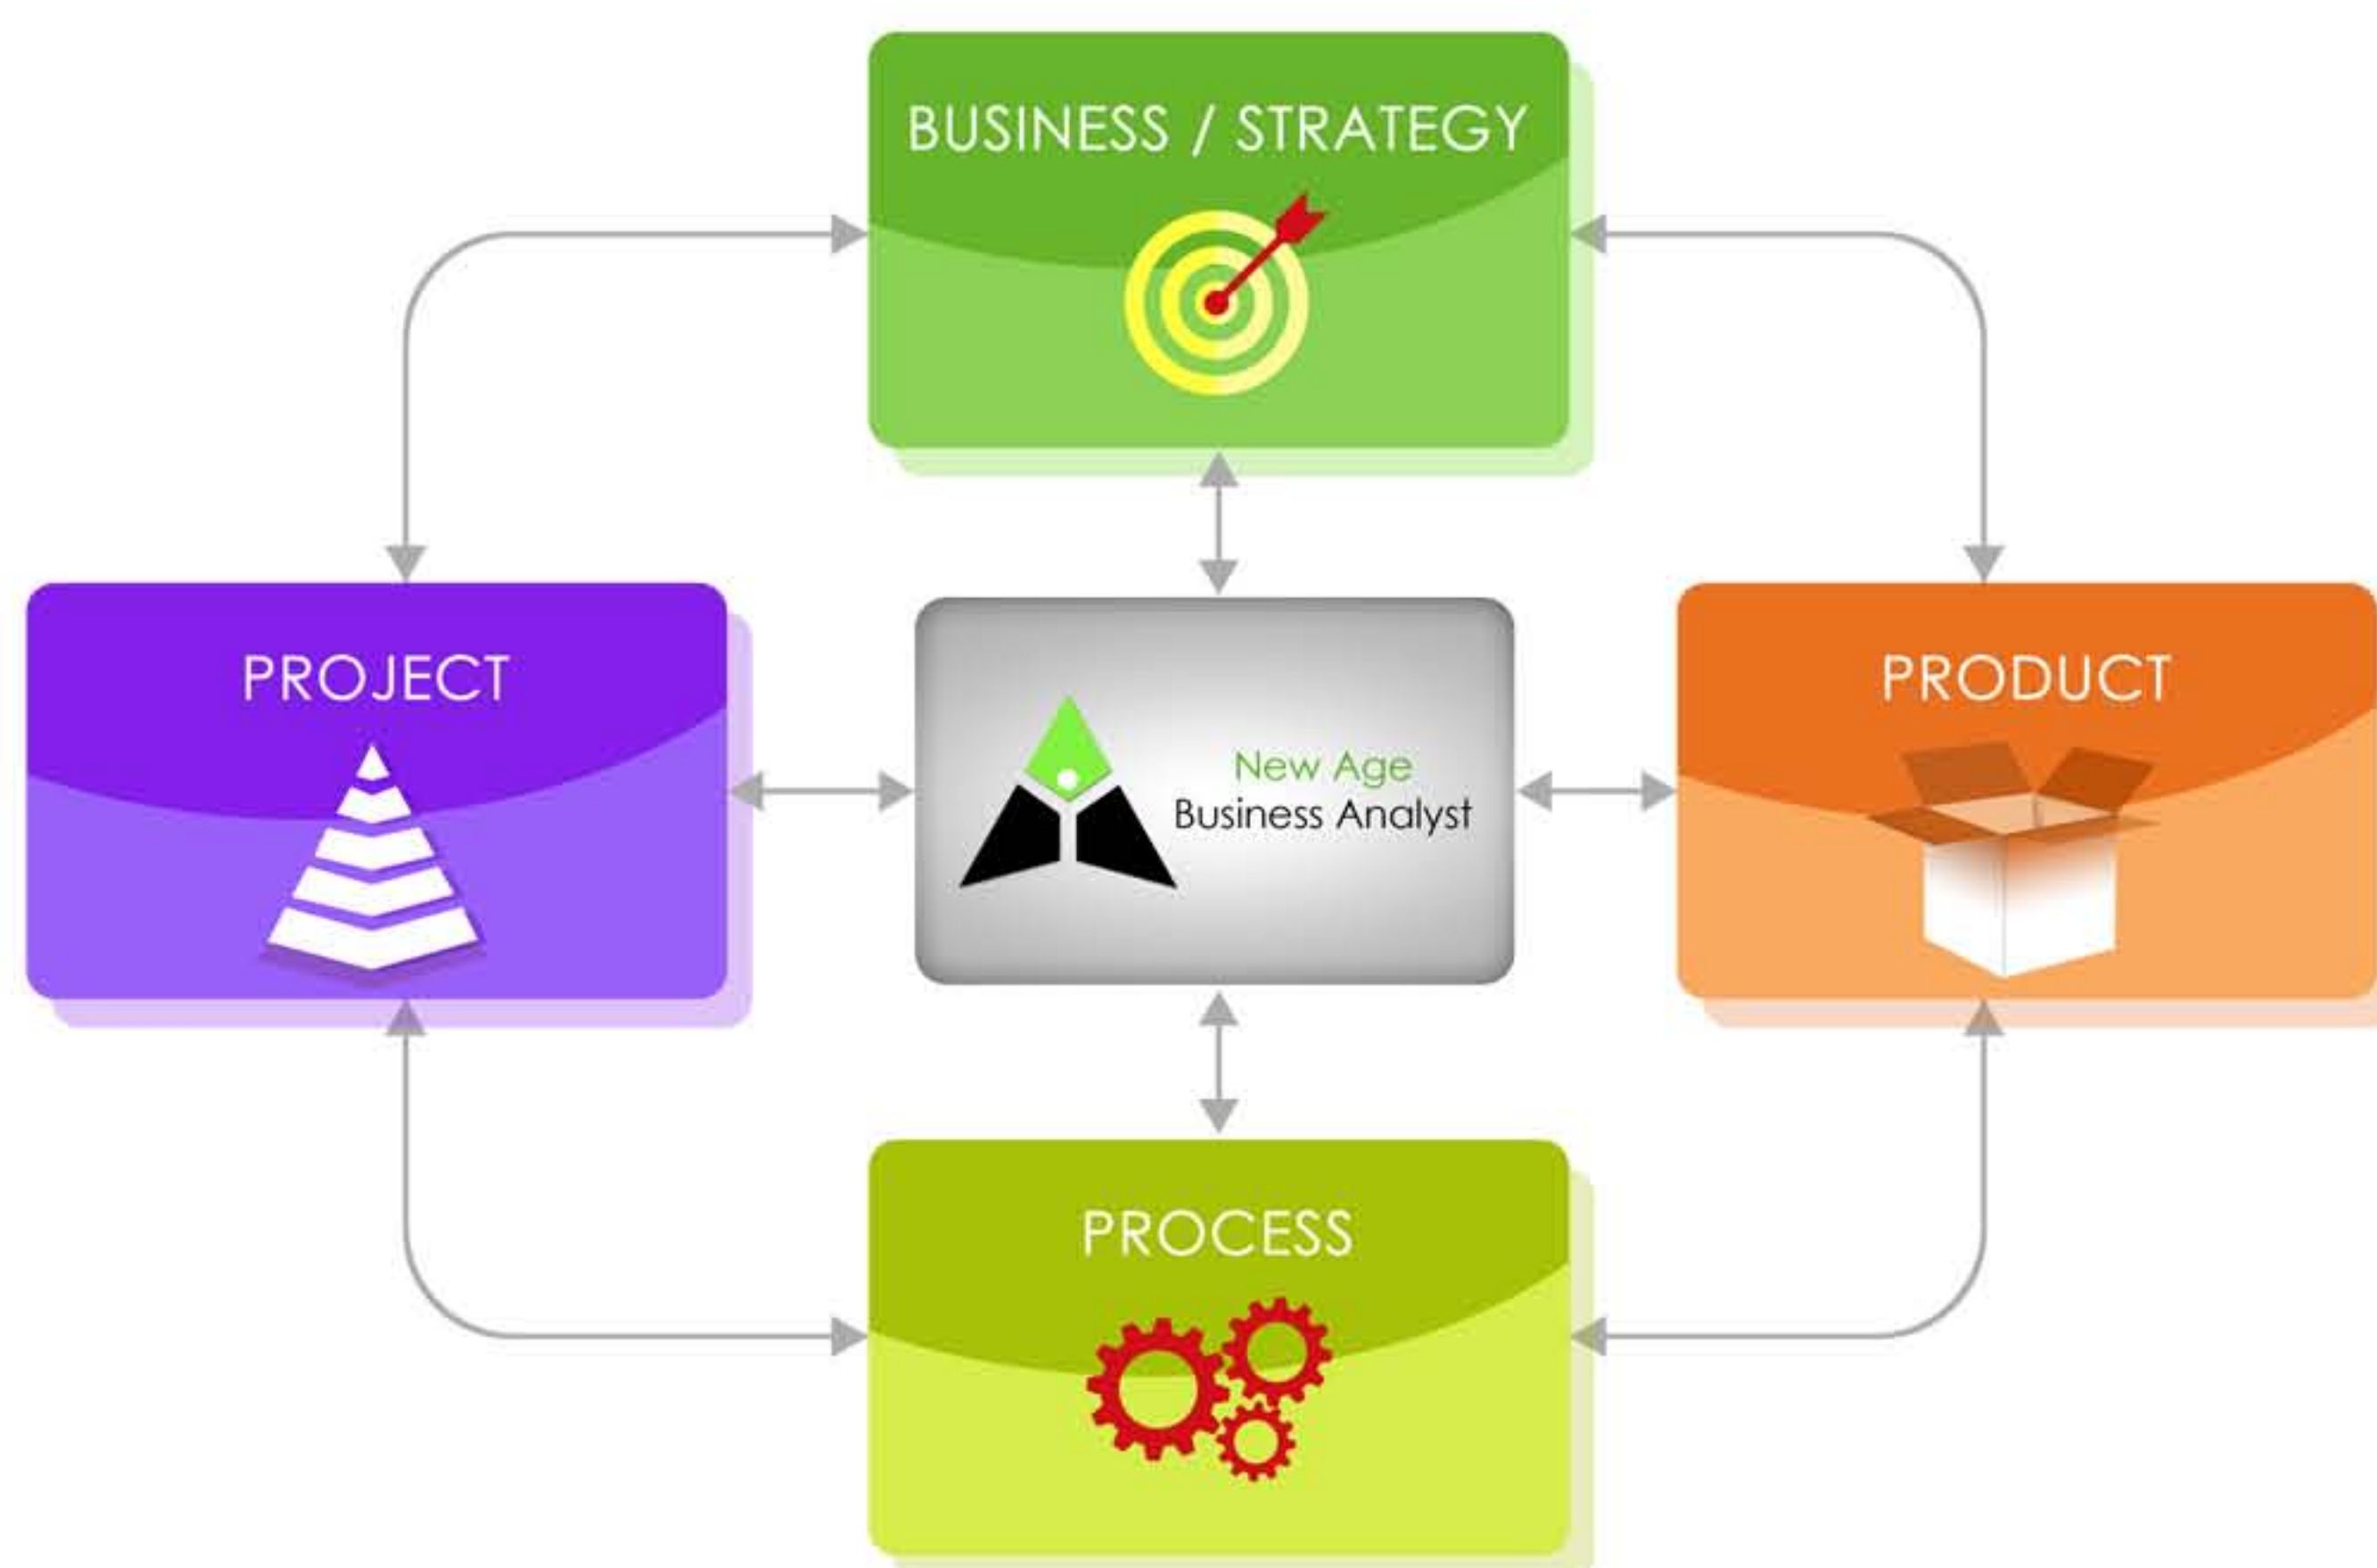 BUSINESS / STRATEGY
PROJECT
New Age
Business Analyst
PRODUCT
PROCESS